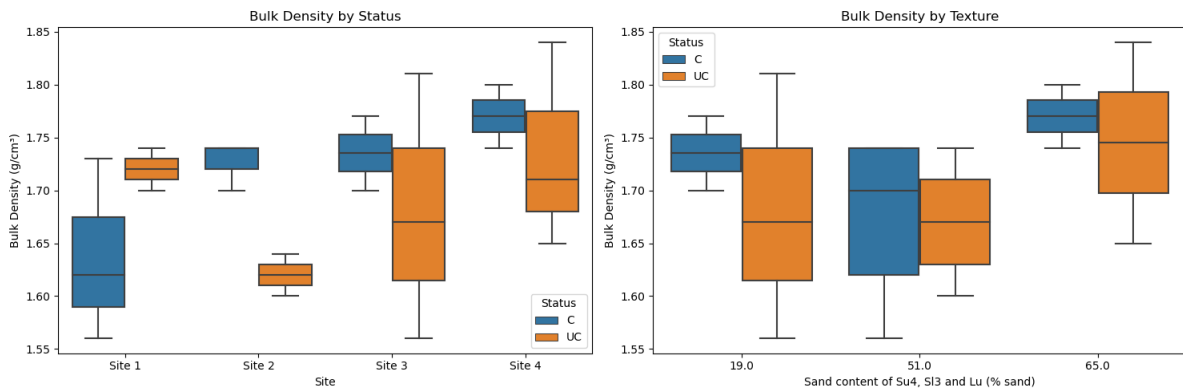 Bulk Density by Status
Bulk Density (g/cm³)
1.85
1.80
1.75
1.70
1.65
1.60
1.55
Site 1
Site 2
Site 3
Site 4
Site
Status
C
UC
Bulk Density by Texture
Bulk Density (g/cm³)
1.85
1.80
1.75
1.70
1.65
1.60
1.55
19.0
51.0
65.0
Sand content of Su4, Sl3 and Lu (% sand)
Status
C
UC